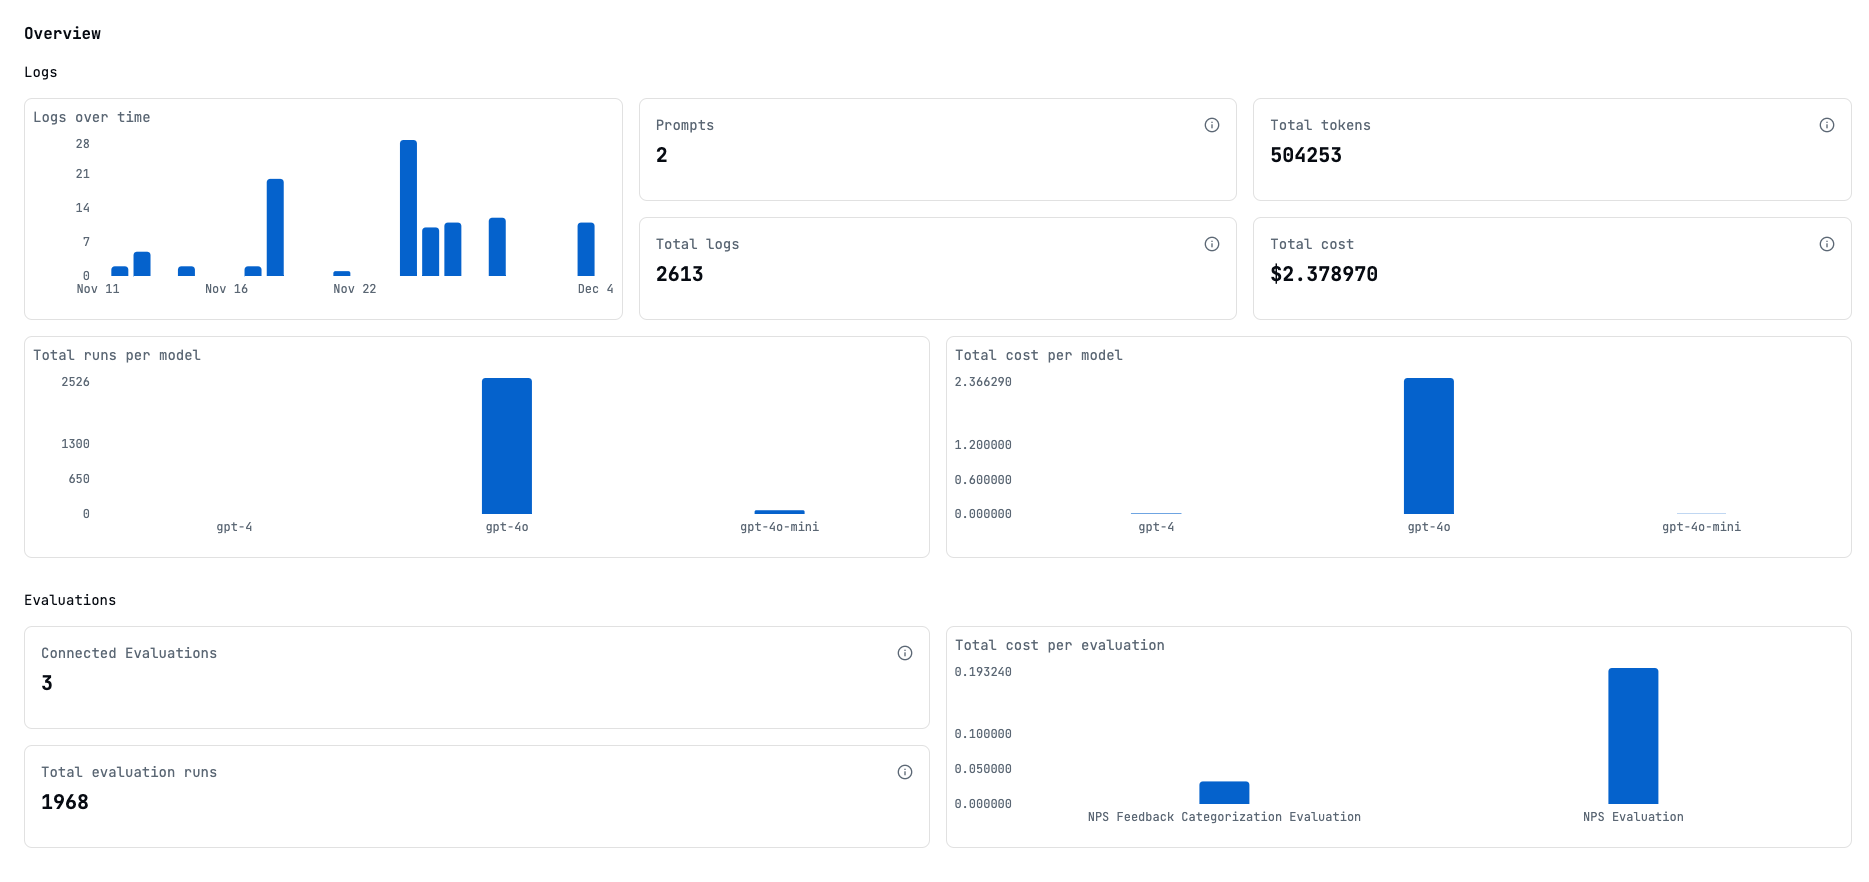 Overview
Logs
Logs over time
28
21
14
7
0
Nov 11
Nov 16
Nov 22
Dec 4
Prompts
2
Total tokens
504253
Total logs
2613
Total cost
$2.378970
Total runs per model
2526
1300
650
0
gpt-4
gpt-4o
gpt-4o-mini
Total cost per model
2.366290
1.200000
0.600000
0.000000
gpt-4
gpt-4o
gpt-4o-mini
Evaluations
Connected Evaluations
3
Total evaluation runs
1968
Total cost per evaluation
0.193240
0.100000
0.050000
0.000000
NPS Feedback Categorization Evaluation
NPS Evaluation